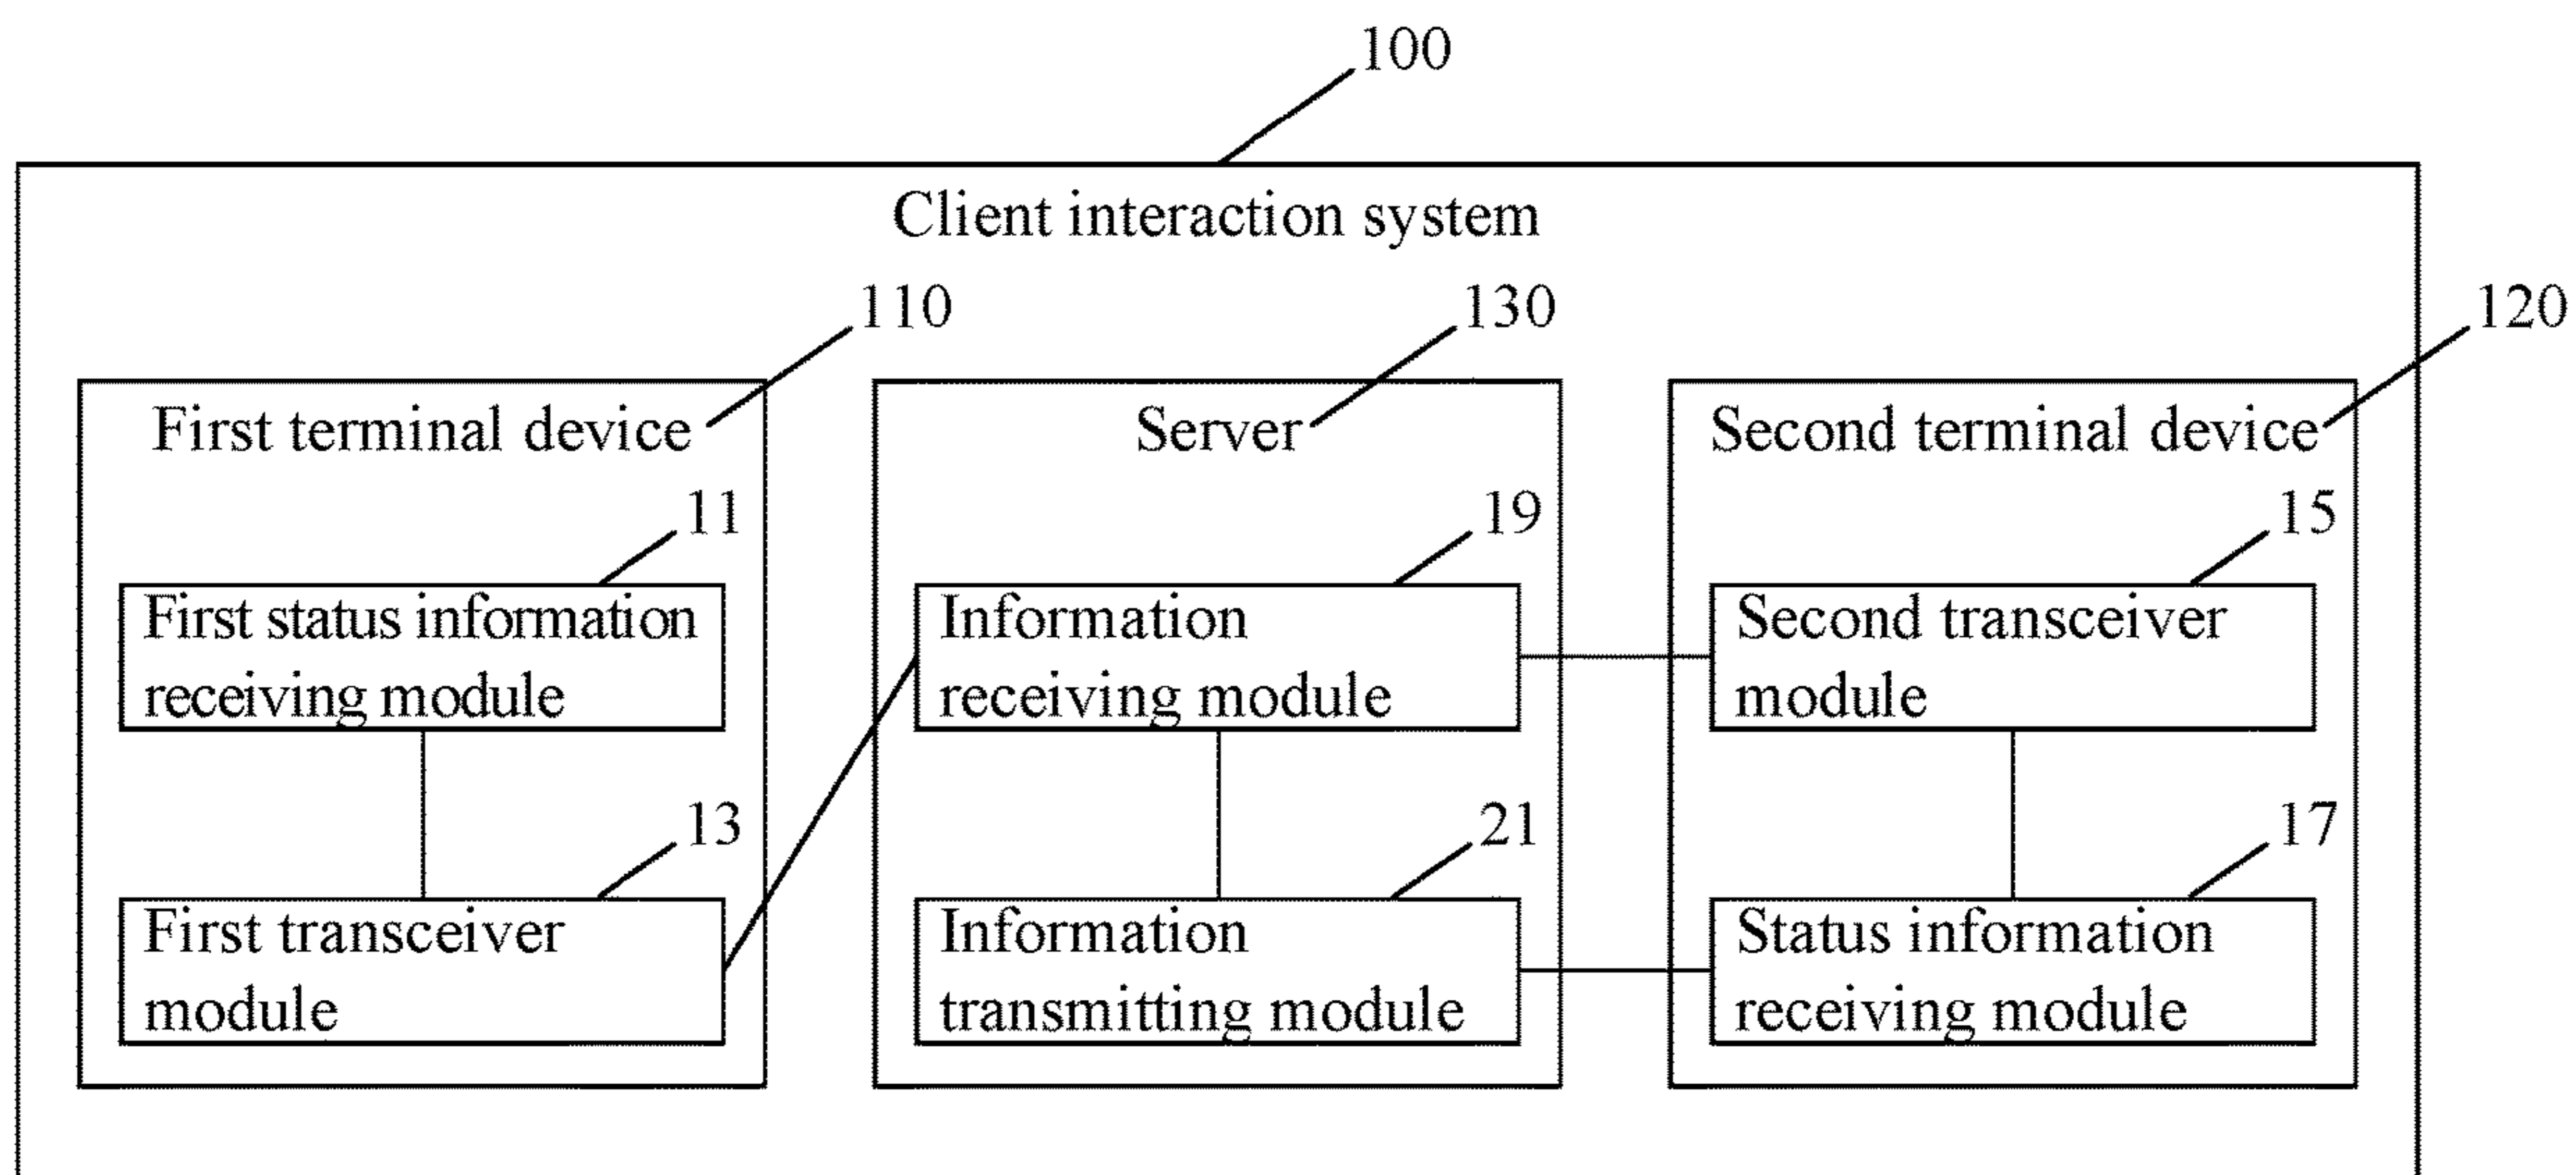 100
Client interaction system
110
130
120
First terminal device
Server
Second terminal device
11
19
15
First status information
receiving module
Information
receiving module
Second transceiver
module
13
21
17
First transceiver
module
Information
transmitting module
Status information
receiving module